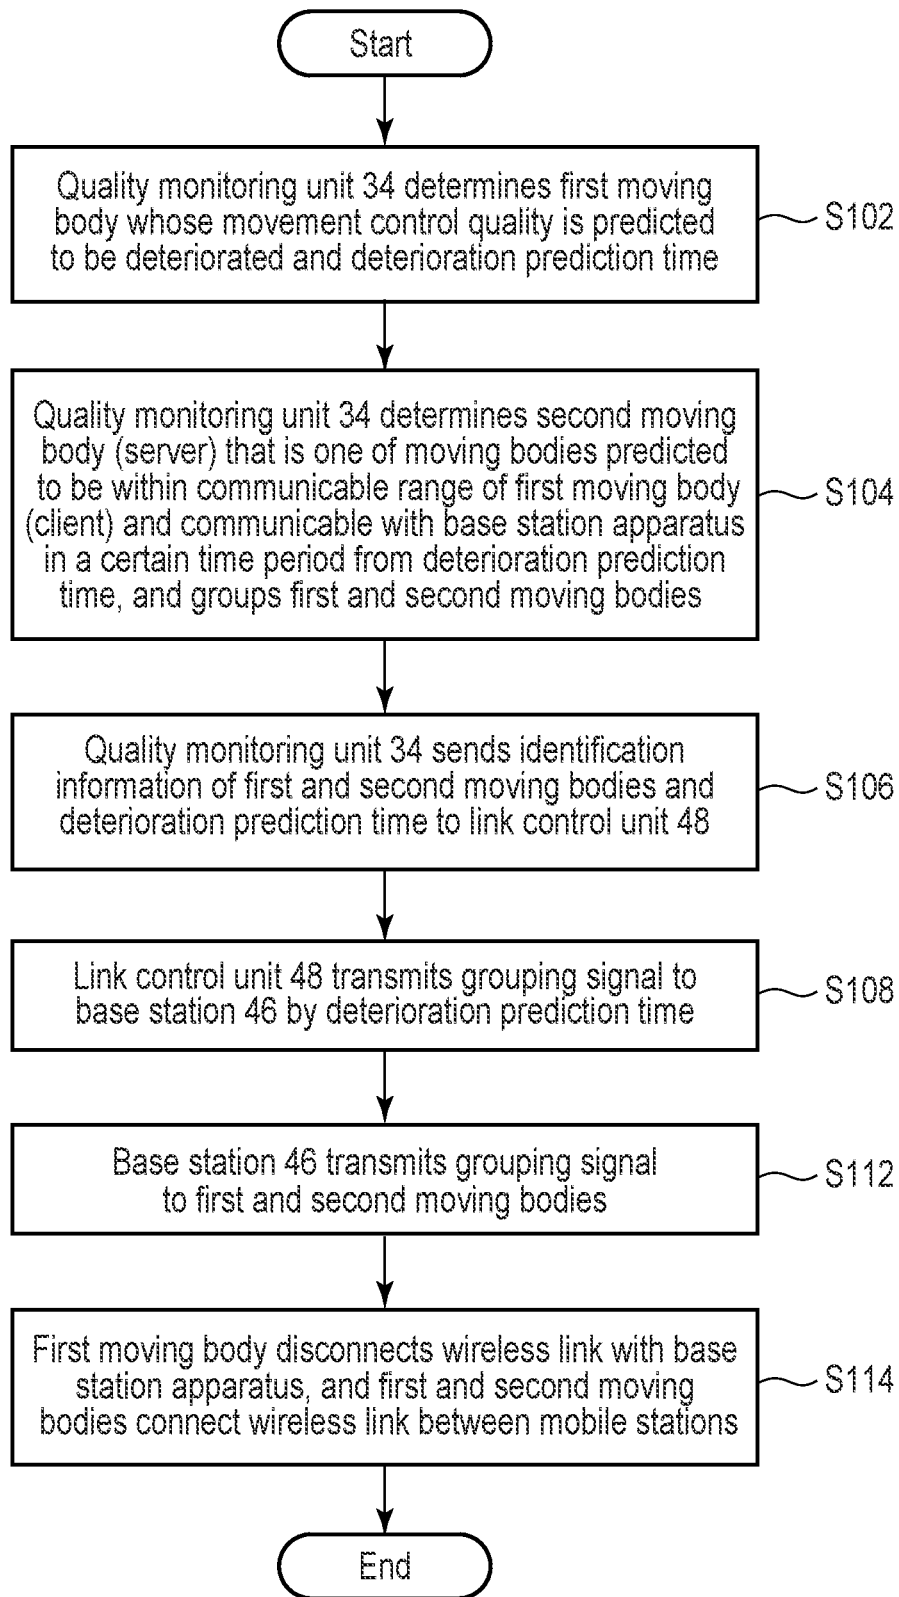 Start
Quality monitoring unit 34 determines first moving
body whose movement control quality is predicted
to be deteriorated and deterioration prediction time
S102
Quality monitoring unit 34 determines second moving
body (server) that is one of moving bodies predicted
to be within communicable range of first moving body
(client) and communicable with base station apparatus
in a certain time period from deterioration prediction
time, and groups first and second moving bodies
S104
Quality monitoring unit 34 sends identification
information of first and second moving bodies and
deterioration prediction time to link control unit 48
S106
Link control unit 48 transmits grouping signal to
base station 46 by deterioration prediction time
S108
Base station 46 transmits grouping signal
to first and second moving bodies
S112
First moving body disconnects wireless link with base
station apparatus, and first and second moving
bodies connect wireless link between mobile stations
S114
End